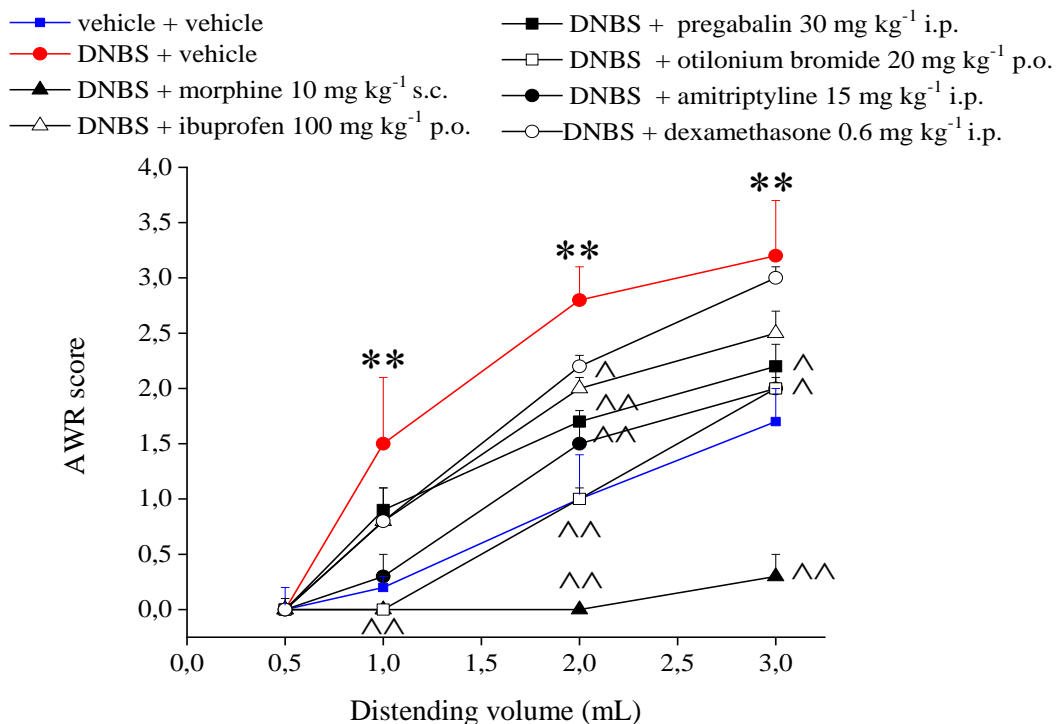 vehicle + vehicle
DNBS + vehicle
DNBS + morphine 10 mg kg⁻¹ s.c.
DNBS + ibuprofen 100 mg kg⁻¹ p.o.
DNBS + pregabalin 30 mg kg⁻¹ i.p.
DNBS + otilonium bromide 20 mg kg⁻¹ p.o.
DNBS + amitriptyline 15 mg kg⁻¹ i.p.
DNBS + dexamethasone 0.6 mg kg⁻¹ i.p.
AWR score
4,0
3,5
3,0
2,5
2,0
1,5
1,0
0,5
0,0
**
**
**
^
^^
^^
^
^
^^
^^
^^
^^
0,0 0,5 1,0 1,5 2,0 2,5 3,0
Distending volume (mL)